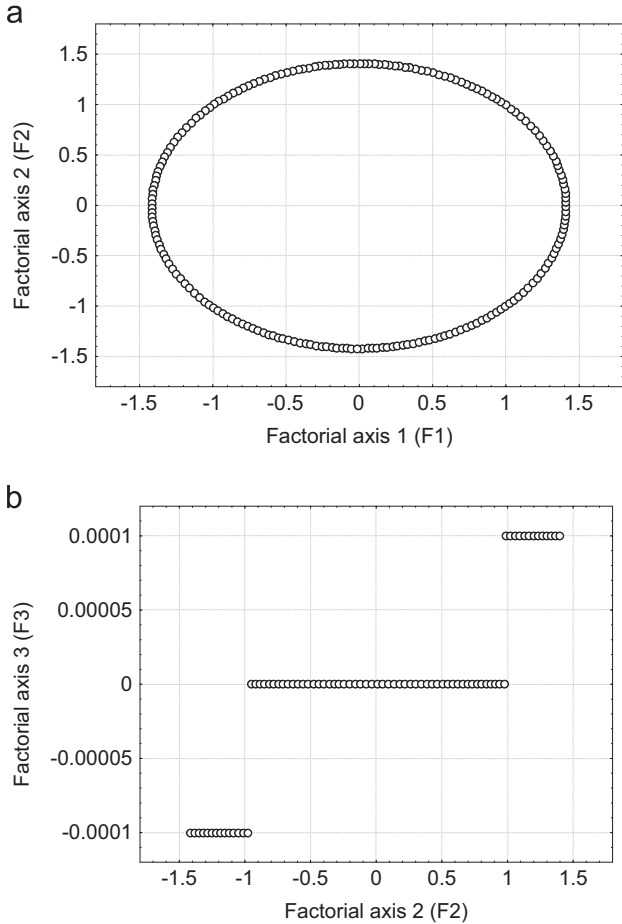 a
1.5
1
0.5
0
-0.5
-1
-1.5
Factorial axis 2 (F2)
-1.5 -1 -0.5 0 0.5 1 1.5
Factorial axis 1 (F1)
b
0.0001
0.00005
0
-0.00005
-0.0001
Factorial axis 3 (F3)
-1.5 -1 -0.5 0 0.5 1 1.5
Factorial axis 2 (F2)